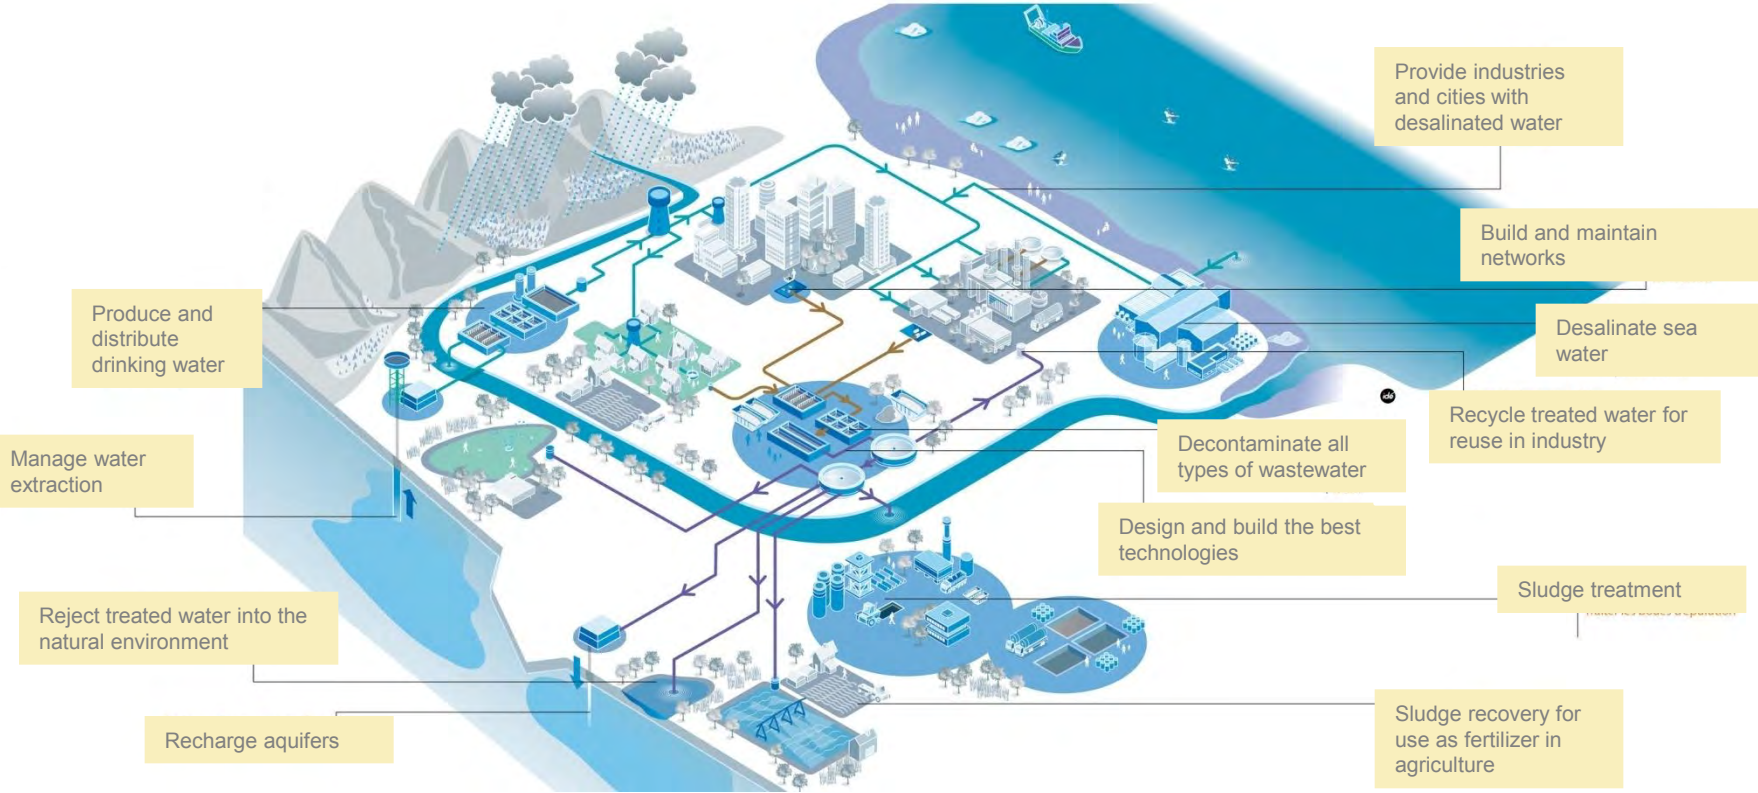 Provide industries
and cities with
desalinated water
Build and maintain
networks
Produce and
distribute
drinking water
Desalinate sea
water
Recycle treated water for
reuse in industry
Manage water
extraction
Decontaminate all
types of wastewater
Design and build the best
technologies
Sludge treatment
Reject treated water into the
natural environment
Recharge aquifers
Sludge recovery for
use as fertilizer in
agriculture
idé